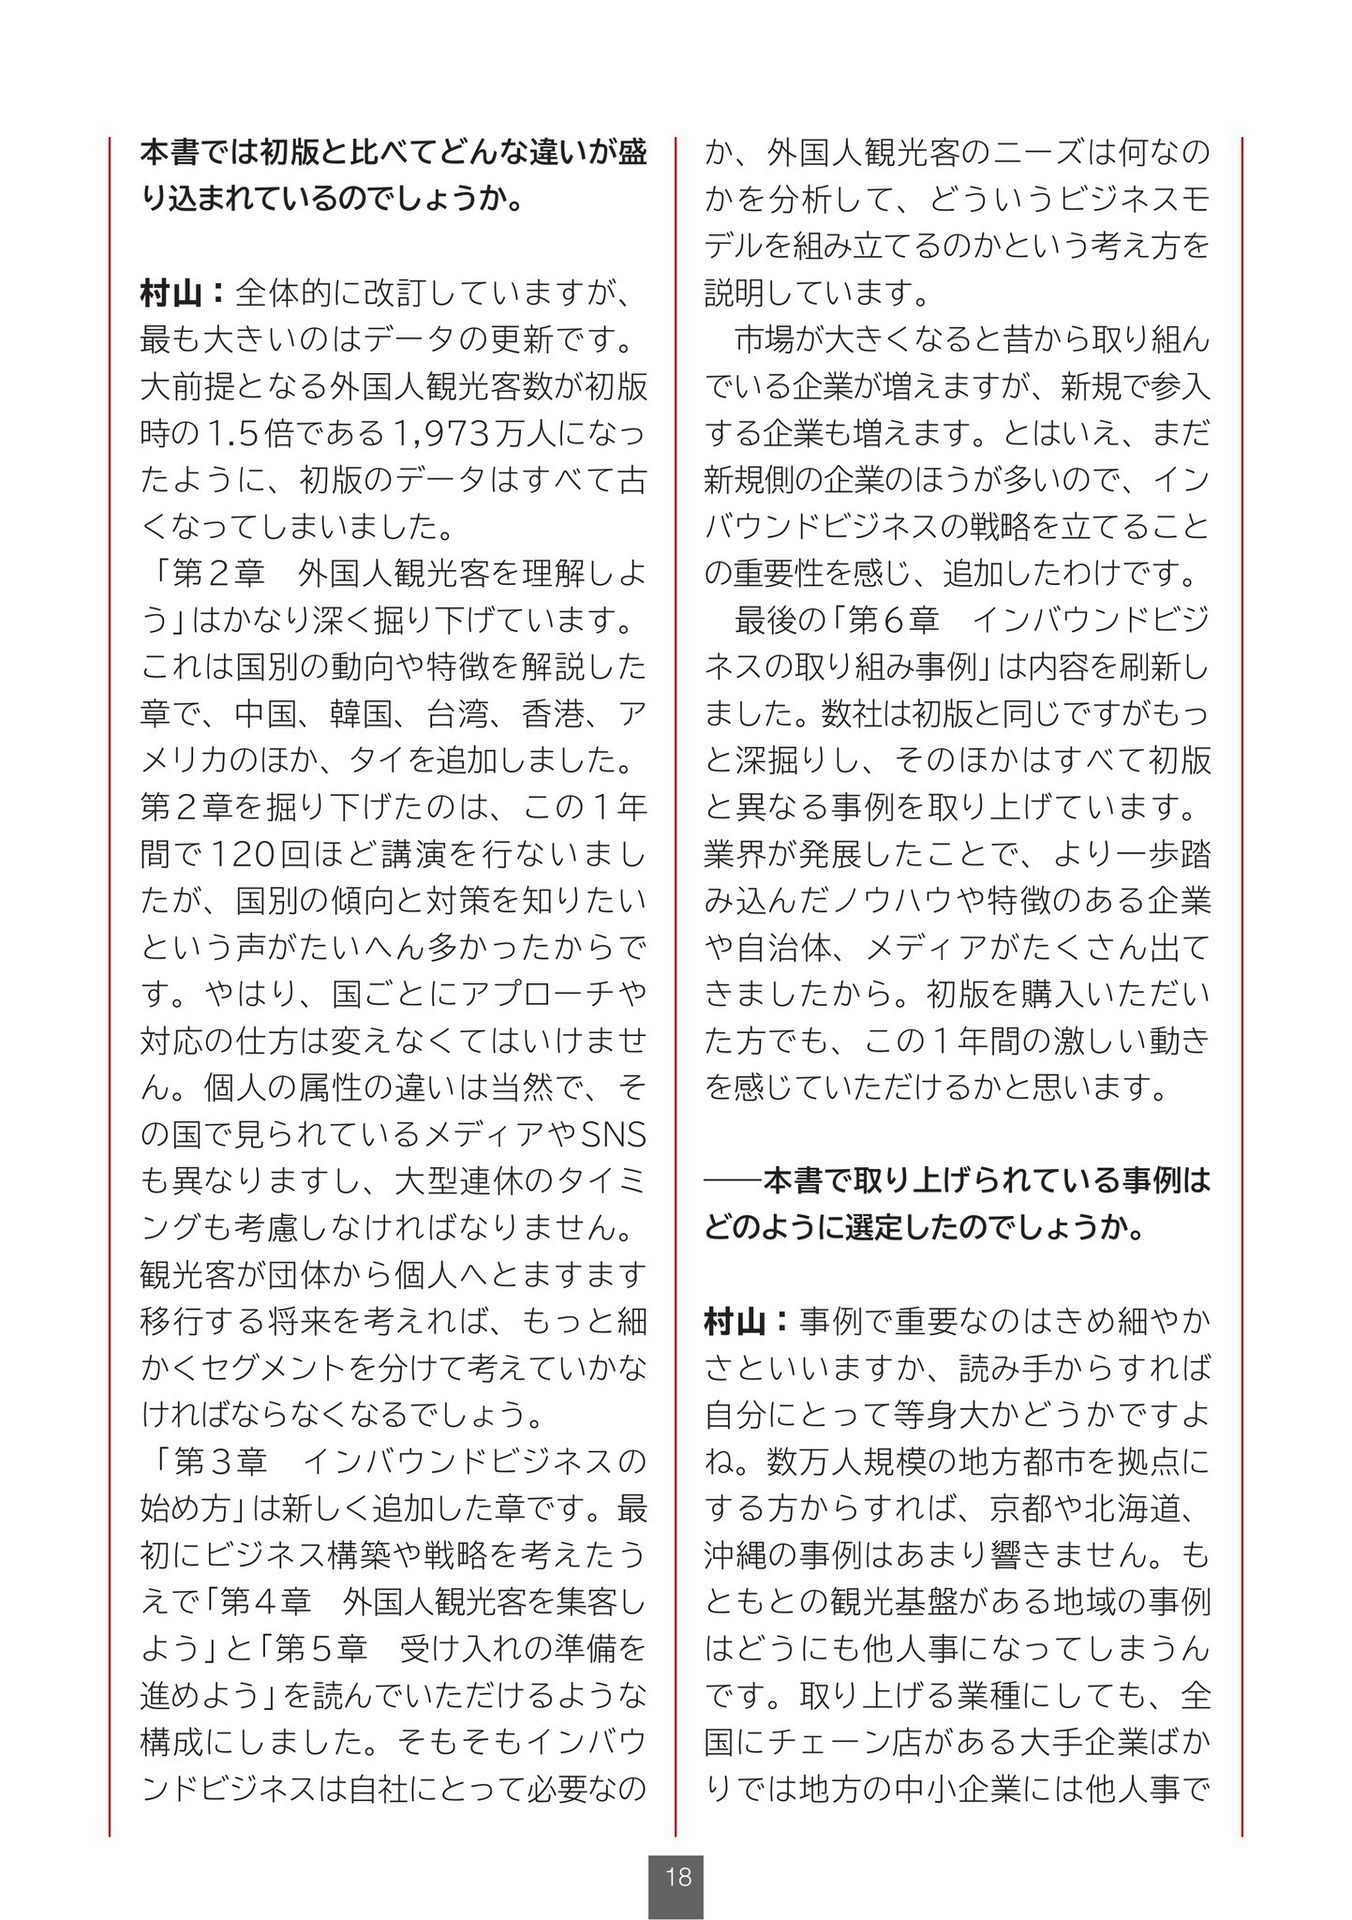 本書では初版と比べてどんな違いが盛
り込まれているのでしょうか。
村山：全体的に改訂していますが、
最も大きいのはデータの更新です。
大前提となる外国人観光客数が初版
時の1.5倍である1,973万人になっ
たように、初版のデータはすべて古
くなってしまいました。
「第２章　外国人観光客を理解しよ
う」はかなり深く掘り下げています。
これは国別の動向や特徴を解説した
章で、中国、韓国、台湾、香港、ア
メリカのほか、タイを追加しました。
第２章を掘り下げたのは、この１年
間で120回ほど講演を行ないまし
たが、国別の傾向と対策を知りたい
という声がたいへん多かったからで
す。やはり、国ごとにアプローチや
対応の仕方は変えなくてはいけませ
ん。個人の属性の違いは当然で、そ
の国で見られているメディアやSNS
も異なりますし、大型連休のタイミ
ングも考慮しなければなりません。
観光客が団体から個人へとますます
移行する将来を考えれば、もっと細
かくセグメントを分けて考えていかな
ければならなくなるでしょう。
「第３章　インバウンドビジネスの
始め方」は新しく追加した章です。最
初にビジネス構築や戦略を考えたう
えで「第４章　外国人観光客を集客し
よう」と「第５章　受け入れの準備を
進めよう」を読んでいただけるような
構成にしました。そもそもインバウ
ンドビジネスは自社にとって必要なの
か、外国人観光客のニーズは何なの
かを分析して、どういうビジネスモ
デルを組み立てるのかという考え方を
説明しています。
　市場が大きくなると昔から取り組ん
でいる企業が増えますが、新規で参入
する企業も増えます。とはいえ、まだ
新規側の企業のほうが多いので、イン
バウンドビジネスの戦略を立てること
の重要性を感じ、追加したわけです。
　最後の「第６章　インバウンドビジ
ネスの取り組み事例」は内容を刷新し
ました。数社は初版と同じですがもっ
と深掘りし、そのほかはすべて初版
と異なる事例を取り上げています。
業界が発展したことで、より一歩踏
み込んだノウハウや特徴のある企業
や自治体、メディアがたくさん出て
きましたから。初版を購入いただい
た方でも、この１年間の激しい動き
を感じていただけるかと思います。
――本書で取り上げられている事例は
どのように選定したのでしょうか。
村山：事例で重要なのはきめ細やか
さといいますか、読み手からすれば
自分にとって等身大かどうかですよ
ね。数万人規模の地方都市を拠点に
する方からすれば、京都や北海道、
沖縄の事例はあまり響きません。も
ともとの観光基盤がある地域の事例
はどうにも他人事になってしまうん
です。取り上げる業種にしても、全
国にチェーン店がある大手企業ばか
りでは地方の中小企業には他人事で
18